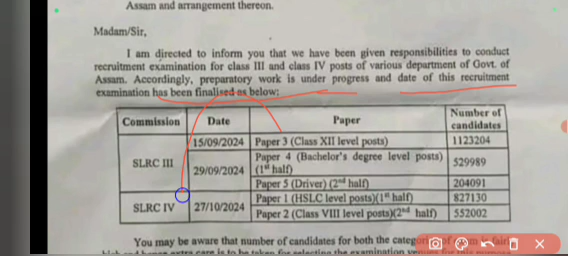 Assam and arrangement thereon.
Madam/Sir,
I am directed to inform you that we have been given responsibilities to conduct
recruitment examination for class III and class IV posts of various department of Govt. of
Assam. Accordingly, preparatory work is under progress and date of this recruitment
examination has been finalised as below:
Commission Date Paper Number of candidates
SLRC III 15/09/2024 Paper 3 (Class XII level posts) 1123204
29/09/2024 Paper 4 (Bachelor's degree level posts) (1st half) 529989
Paper 5 (Driver) (2nd half) 204091
SLRC IV 27/10/2024 Paper 1 (HSLC level posts)(1st half) 827130
Paper 2 (Class VIII level posts)(2nd half) 552002
You may be aware that number of candidates for both the